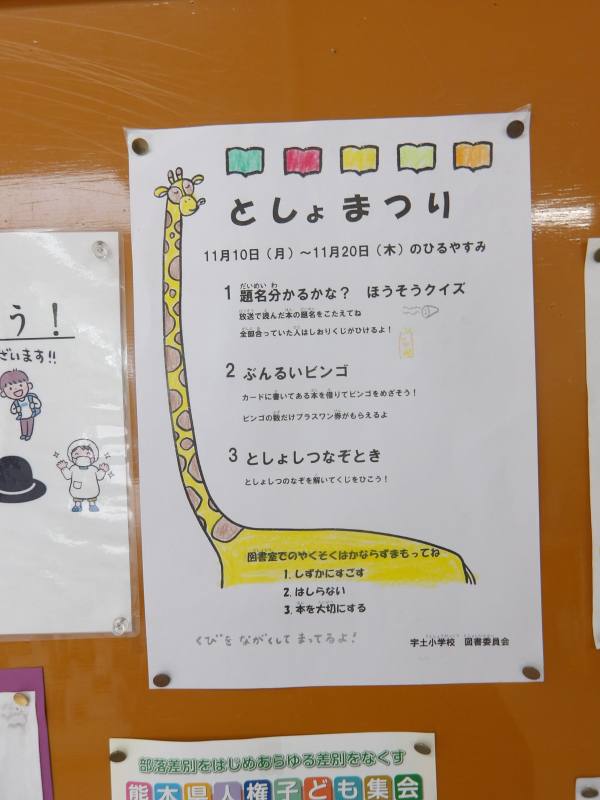 としょまつり
11月10日（月）～11月20日（木）のひるやすみ
1 題名分かるかな？　ほうそうクイズ
だいめい わ
放送で読んだ本の題名をこたえてね
全部合っていた人はしおりくじがひけるよ！
2 ぶんるいビンゴ
カードに書いてある本を借りてビンゴをめざそう！
ビンゴの数だけプラスワン券がもらえるよ
3 としょしつなぞとき
としょしつのなぞを解いてくじをひこう！
図書室でのやくそくはかならずまもってね
1. しずかにすごす
2. はしらない
3. 本を大切にする
くびを ながくして まってるよ！
宇土小学校　図書委員会
う！
ざいます!!
部落差別をはじめあらゆる差別をなくす
熊本県人権子ども集会